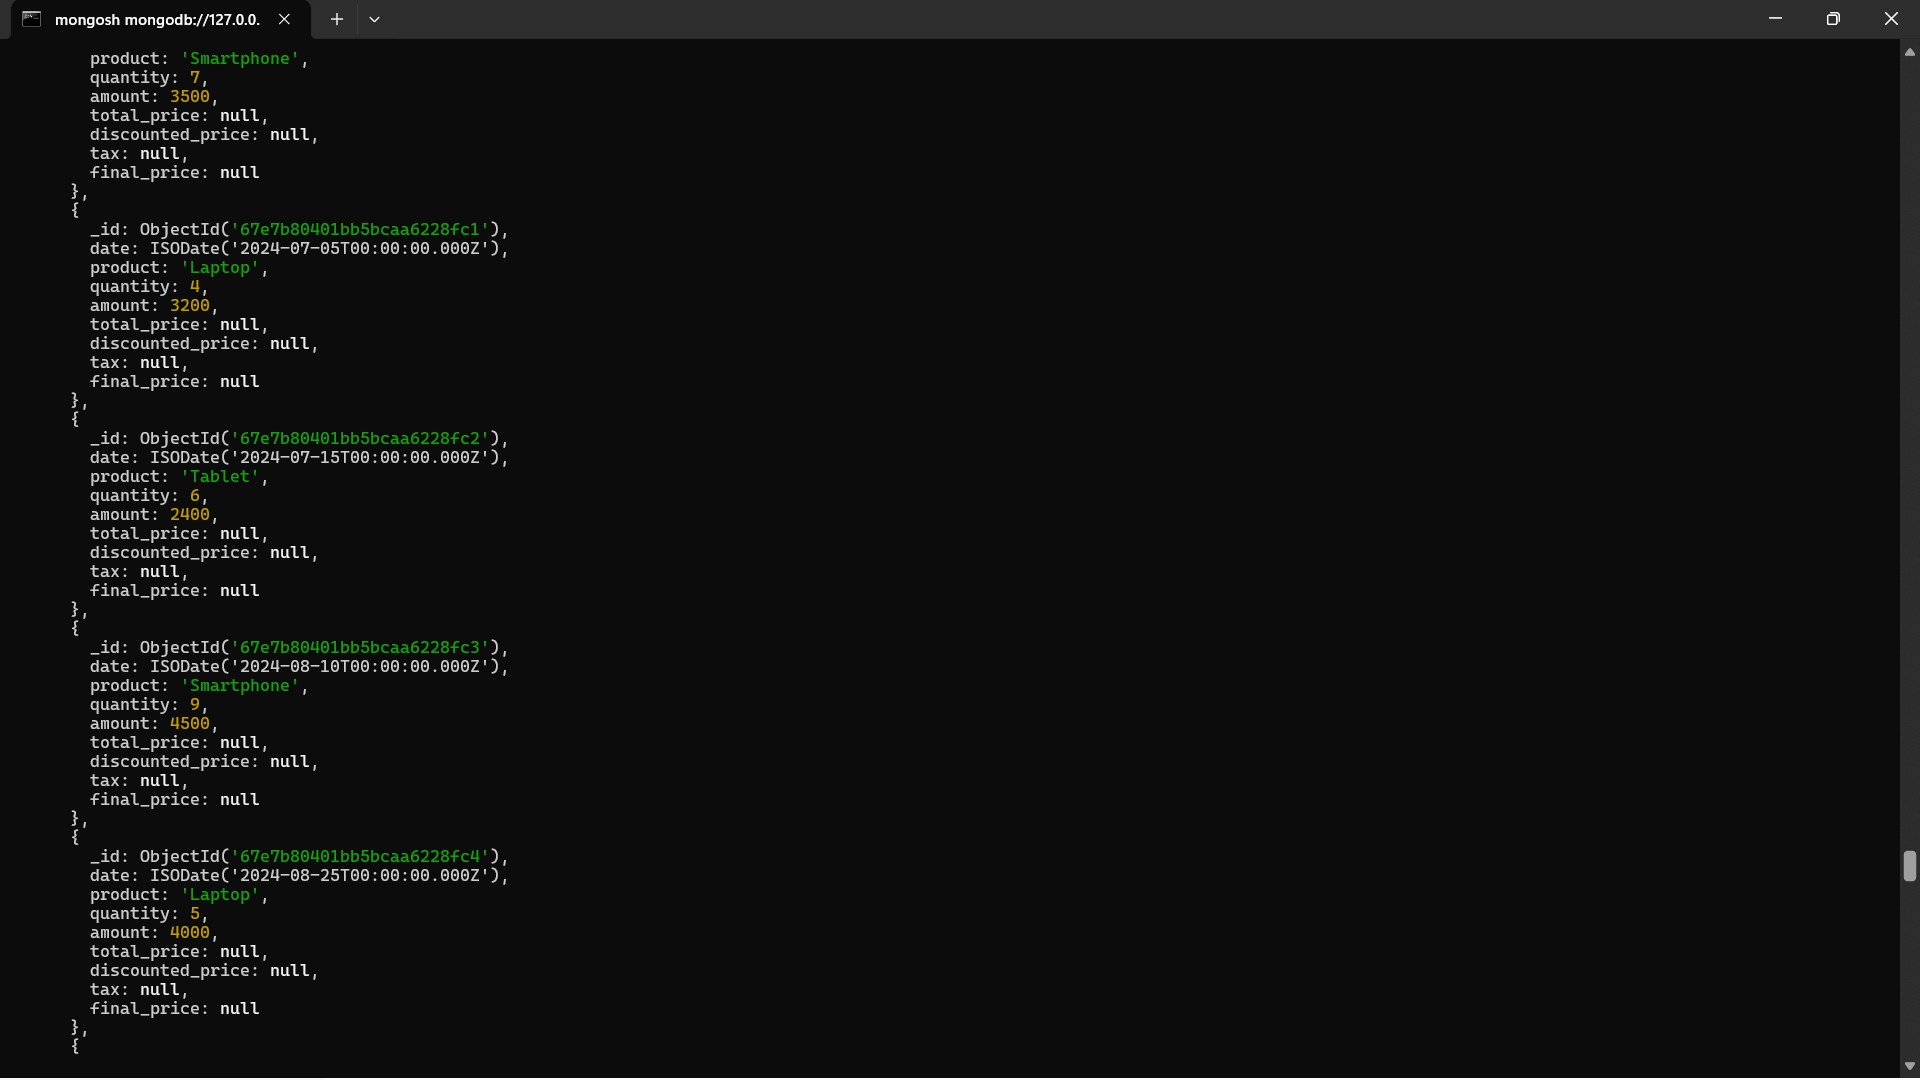 mongosh mongodb://127.0.0.
product: 'Smartphone',
quantity: 7,
amount: 3500,
total_price: null,
discounted_price: null,
tax: null,
final_price: null
},
{
_id: ObjectId('67e7b80401bb5bcaa6228fc1'),
date: ISODate('2024-07-05T00:00:00.000Z'),
product: 'Laptop',
quantity: 4,
amount: 3200,
total_price: null,
discounted_price: null,
tax: null,
final_price: null
},
{
_id: ObjectId('67e7b80401bb5bcaa6228fc2'),
date: ISODate('2024-07-15T00:00:00.000Z'),
product: 'Tablet',
quantity: 6,
amount: 2400,
total_price: null,
discounted_price: null,
tax: null,
final_price: null
},
{
_id: ObjectId('67e7b80401bb5bcaa6228fc3'),
date: ISODate('2024-08-10T00:00:00.000Z'),
product: 'Smartphone',
quantity: 9,
amount: 4500,
total_price: null,
discounted_price: null,
tax: null,
final_price: null
},
{
_id: ObjectId('67e7b80401bb5bcaa6228fc4'),
date: ISODate('2024-08-25T00:00:00.000Z'),
product: 'Laptop',
quantity: 5,
amount: 4000,
total_price: null,
discounted_price: null,
tax: null,
final_price: null
},
{